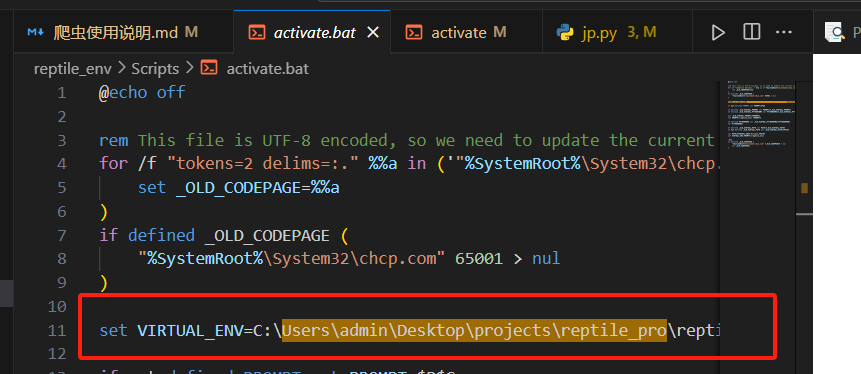 爬虫使用说明.md M
activate.bat
activate M
jp.py 3, M
reptile_env > Scripts > activate.bat
1 @echo off
2
3 rem This file is UTF-8 encoded, so we need to update the current
4 for /f "tokens=2 delims=:." %%a in ('"%SystemRoot%\System32\chcp.
5 set _OLD_CODEPAGE=%%a
6 )
7 if defined _OLD_CODEPAGE (
8 "%SystemRoot%\System32\chcp.com" 65001 > nul
9 )
10
11 set VIRTUAL_ENV=C:\Users\admin\Desktop\projects\reptile_pro\repti
12